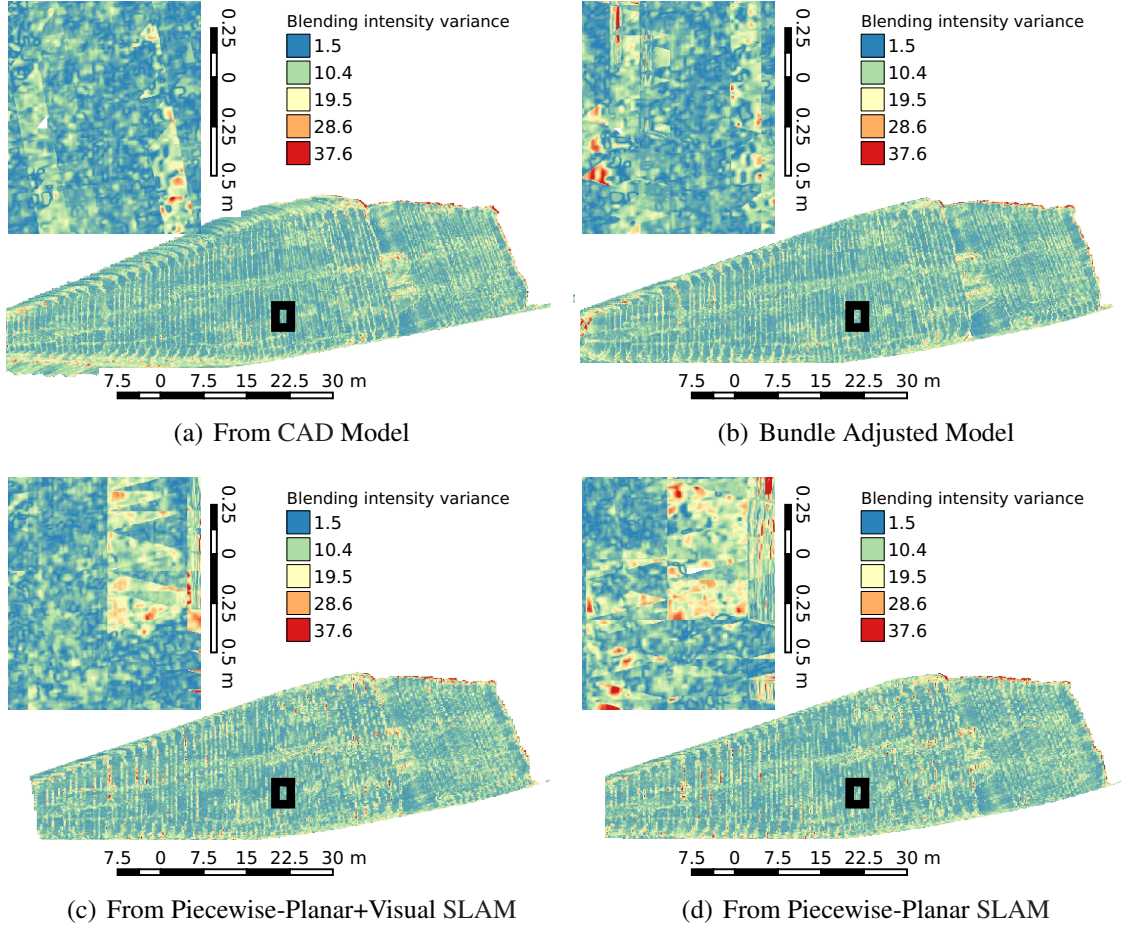 Blending intensity variance
1.5
10.4
19.5
28.6
37.6
0.25
0
0.25
0.5 m
7.5 0 7.5 15 22.5 30 m
(a) From CAD Model
Blending intensity variance
1.5
10.4
19.5
28.6
37.6
0.25
0
0.25
0.5 m
7.5 0 7.5 15 22.5 30 m
(b) Bundle Adjusted Model
Blending intensity variance
1.5
10.4
19.5
28.6
37.6
0.25
0
0.25
0.5 m
7.5 0 7.5 15 22.5 30 m
(c) From Piecewise-Planar+Visual SLAM
Blending intensity variance
1.5
10.4
19.5
28.6
37.6
0.25
0
0.25
0.5 m
7.5 0 7.5 15 22.5 30 m
(d) From Piecewise-Planar SLAM